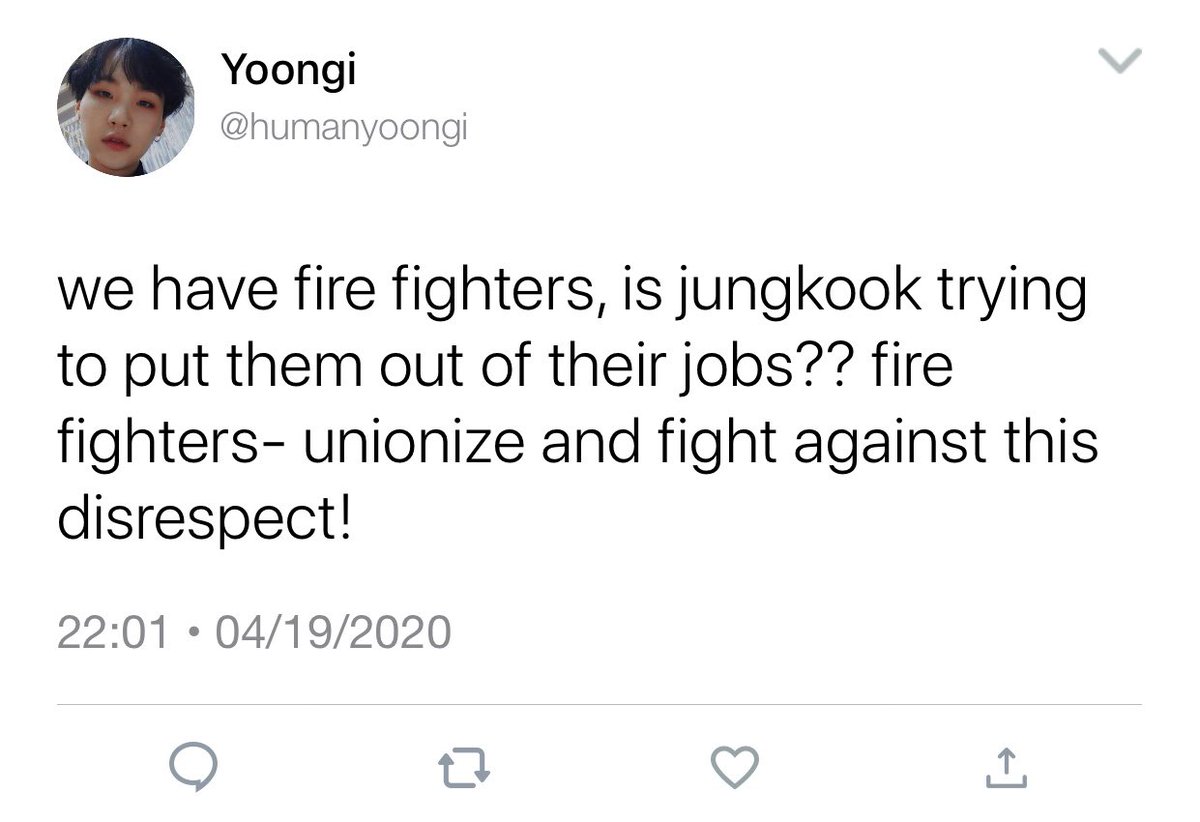 Yoongi
@humanyoongi
we have fire fighters, is jungkook trying
to put them out of their jobs?? fire
fighters- unionize and fight against this
disrespect!
22:01 • 04/19/2020